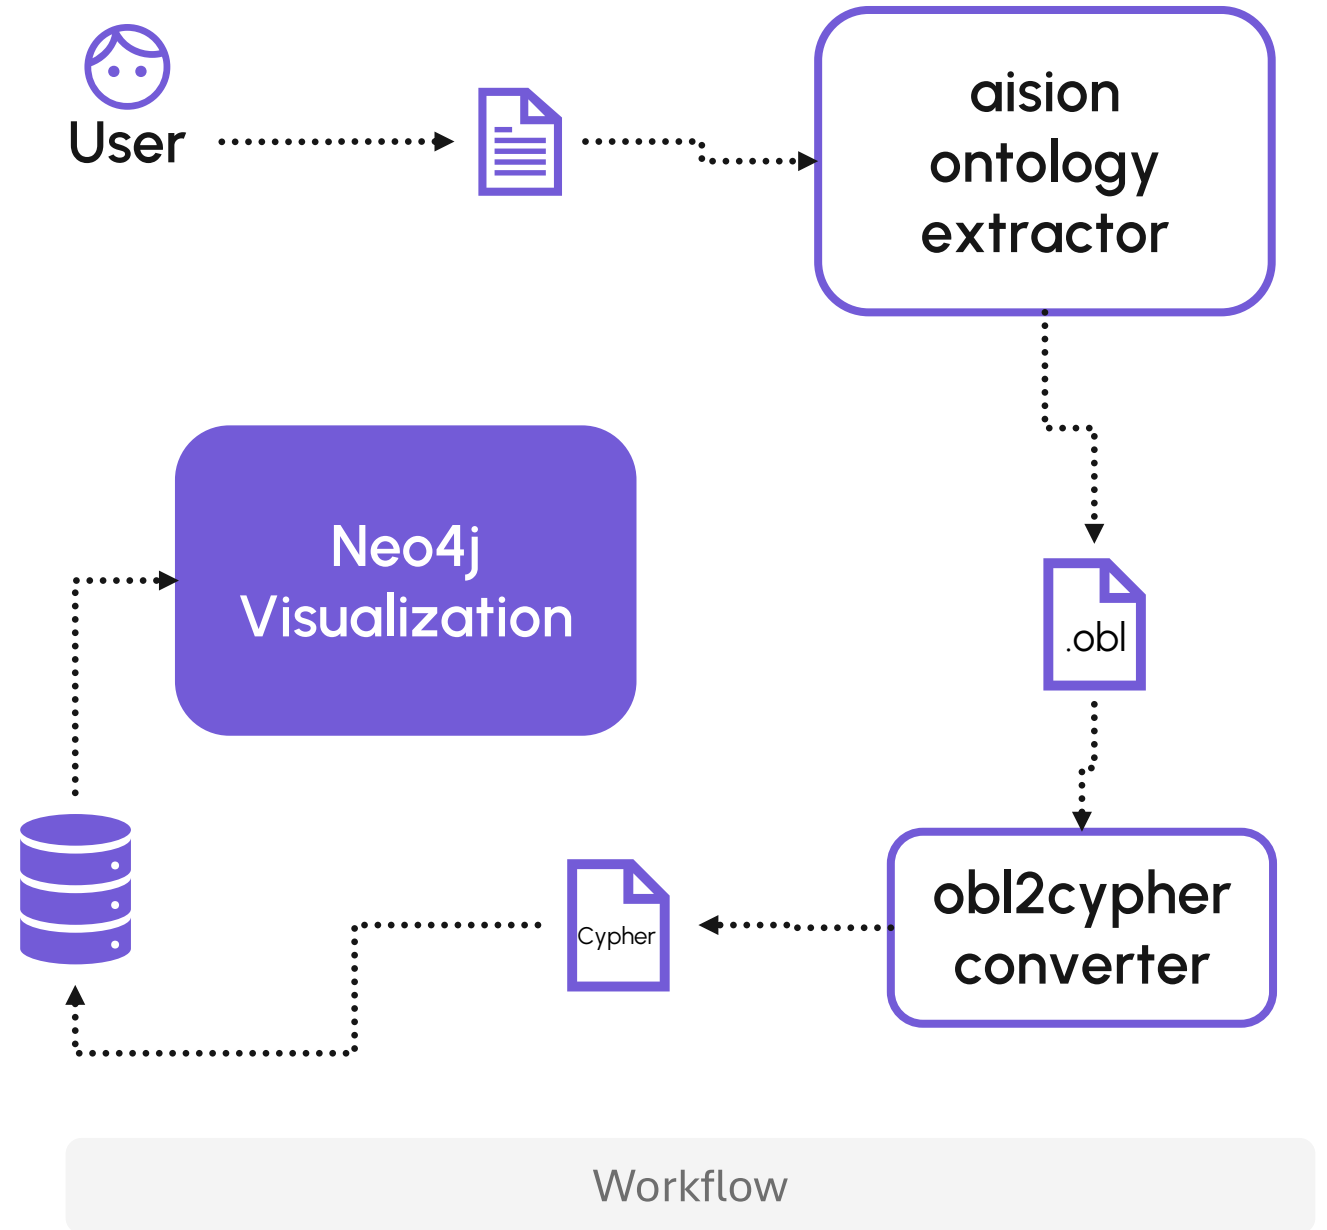 User
aision
ontology
extractor
Neo4j
Visualization
.obl
obl2cypher
converter
Cypher
Workflow